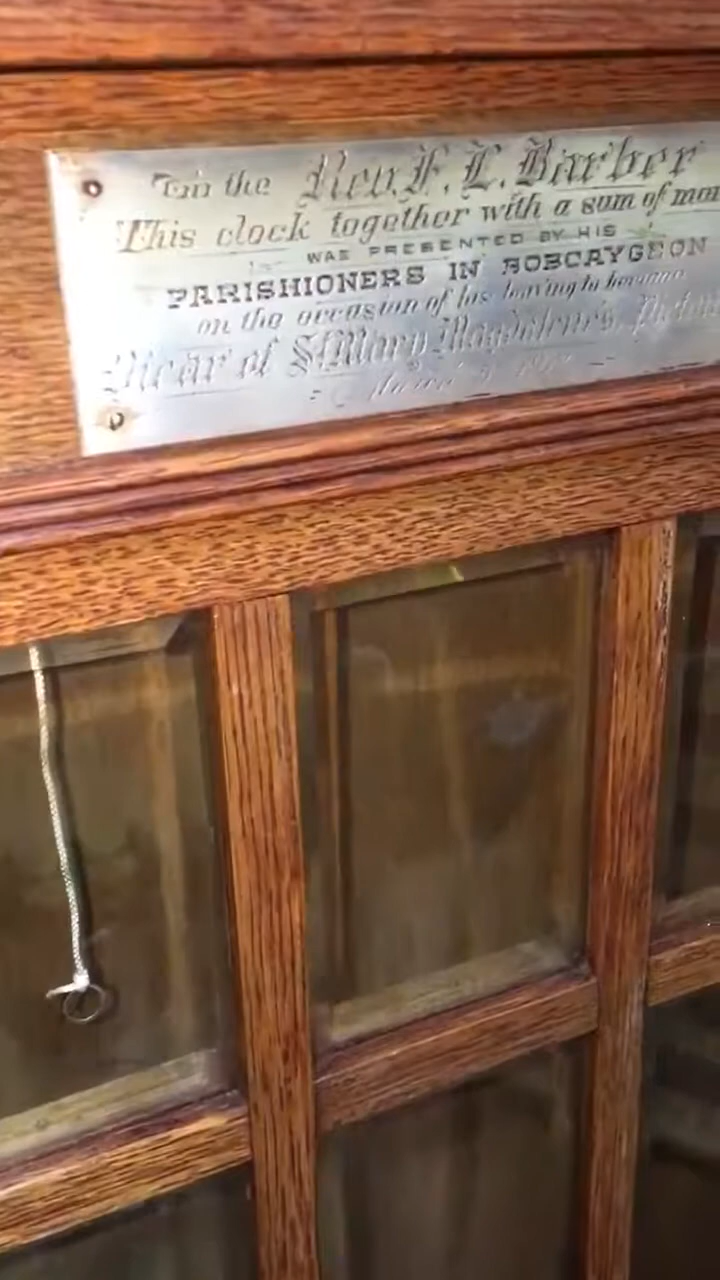 To the Rev. F. L. Barber
This clock together with a sum of
WAS PRESENTED BY HIS
PARISHIONERS IN BOBCAYGEON
on the occasion of his leaving to become
Vicar of St. Mary Magdalene's,